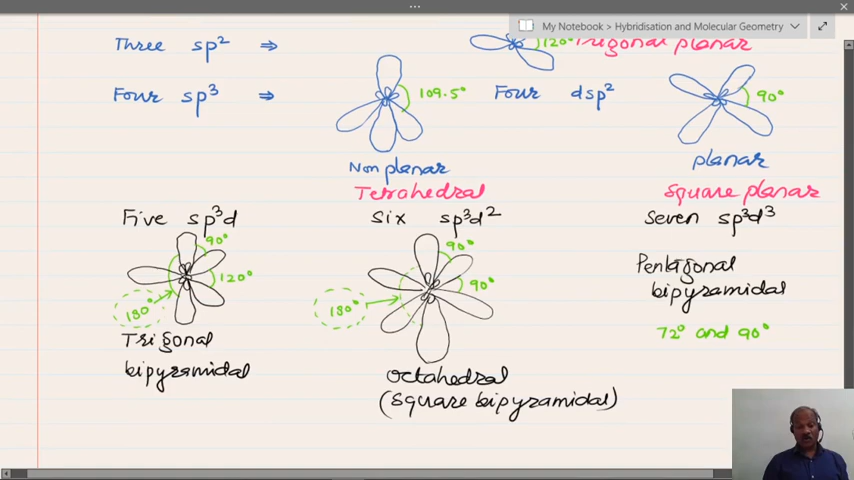 My Notebook > Hybridisation and Molecular Geometry
Three sp² ⇒ 120° Trigonal planar
Four sp³ ⇒ 109.5° Four dsp² 90°
Non planar
Tetrahedral
planar
Square planar
Five sp³d
90°
120°
180°
Trigonal
bipyramidal
Six sp³d²
90°
90°
180°
Octahedral
(Square bipyramidal)
Seven sp³d³
Pentagonal
bipyramidal
72° and 90°